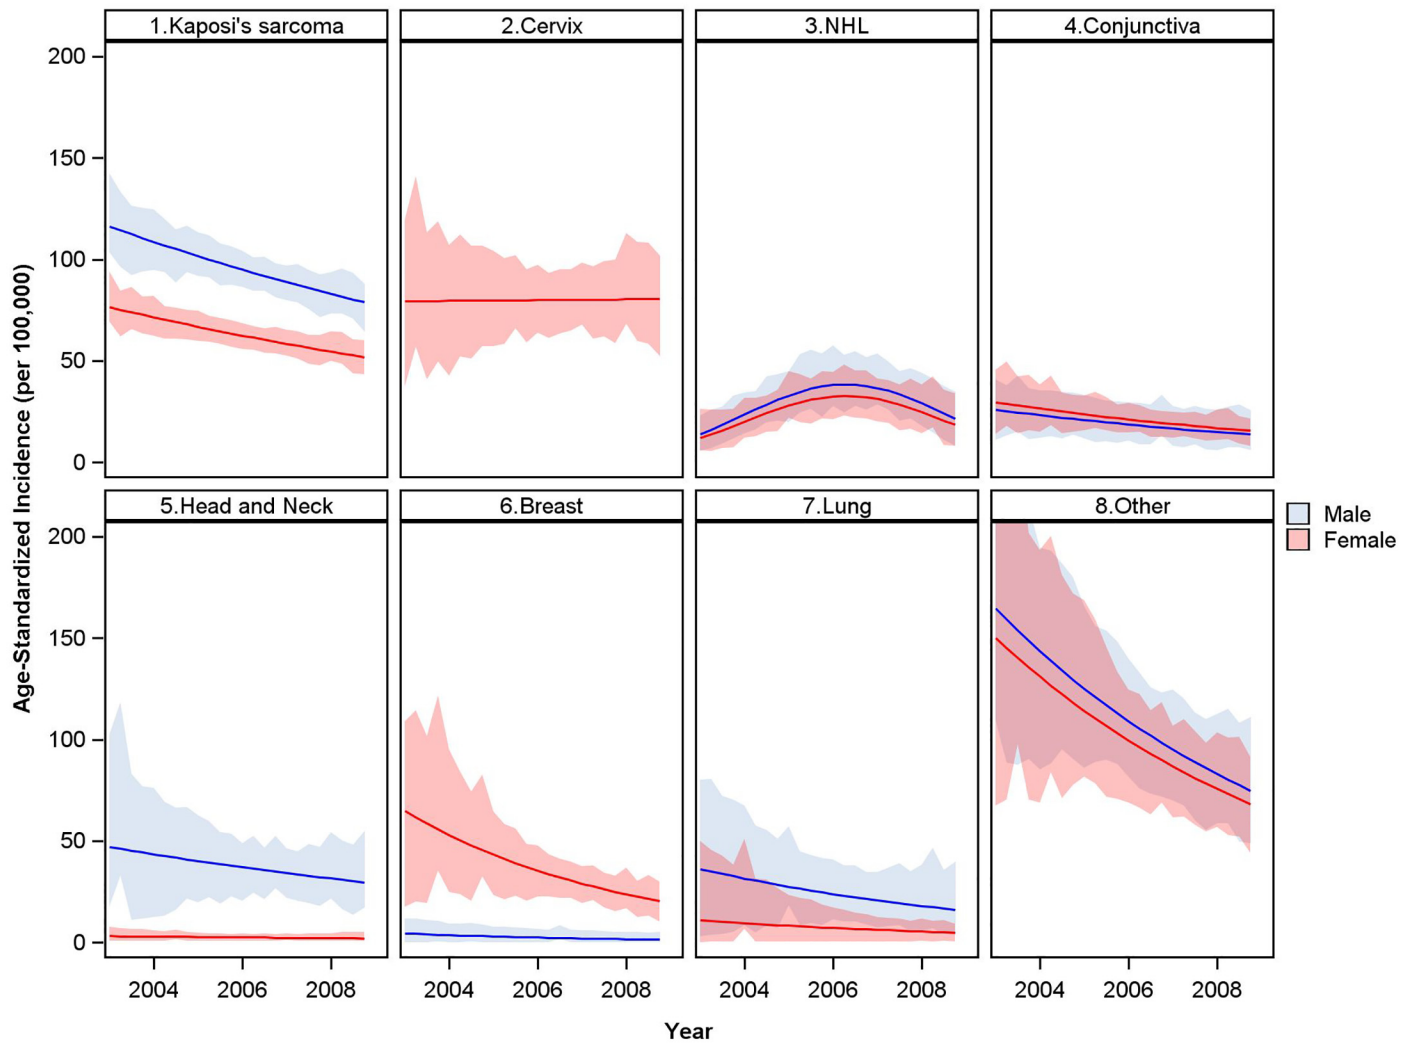 1.Kaposi's sarcoma
2.Cervix
3.NHL
4.Conjunctiva
200
150
100
50
0
5.Head and Neck
6.Breast
7.Lung
8.Other
200
150
100
50
0
2004 2006 2008
2004 2006 2008
2004 2006 2008
2004 2006 2008
Age-Standardized Incidence (per 100,000)
Year
Male
Female